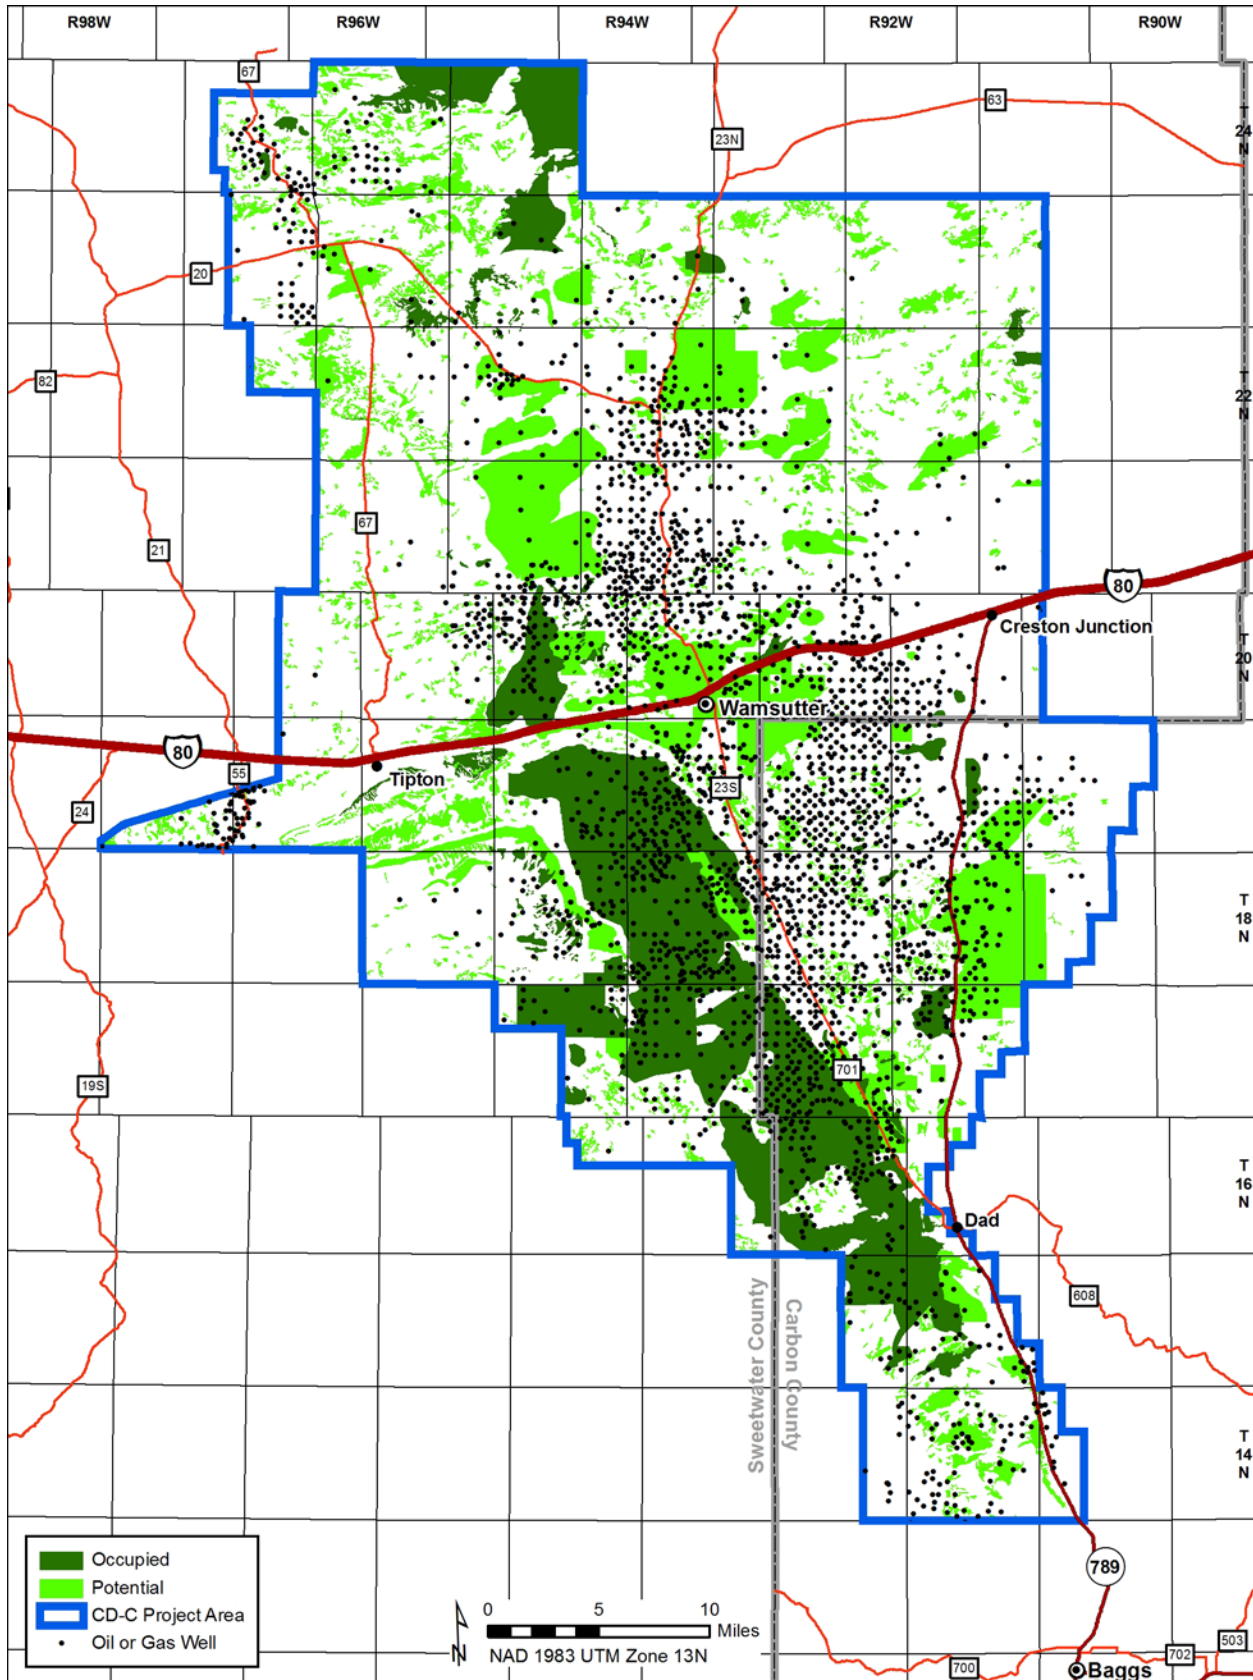 R98W
R96W
R94W
R92W
R90W
67
63
23N
T
24
N
20
82
T
22
N
67
21
80
Creston Junction
T
20
N
Wamsutter
80
55
Tipton
23S
24
T
18
N
701
19S
T
16
N
Dad
608
Sweetwater County
Carbon County
T
14
N
Occupied
Potential
CD-C Project Area
Oil or Gas Well
N
0
5
10
Miles
NAD 1983 UTM Zone 13N
789
503
702
700
Baggs